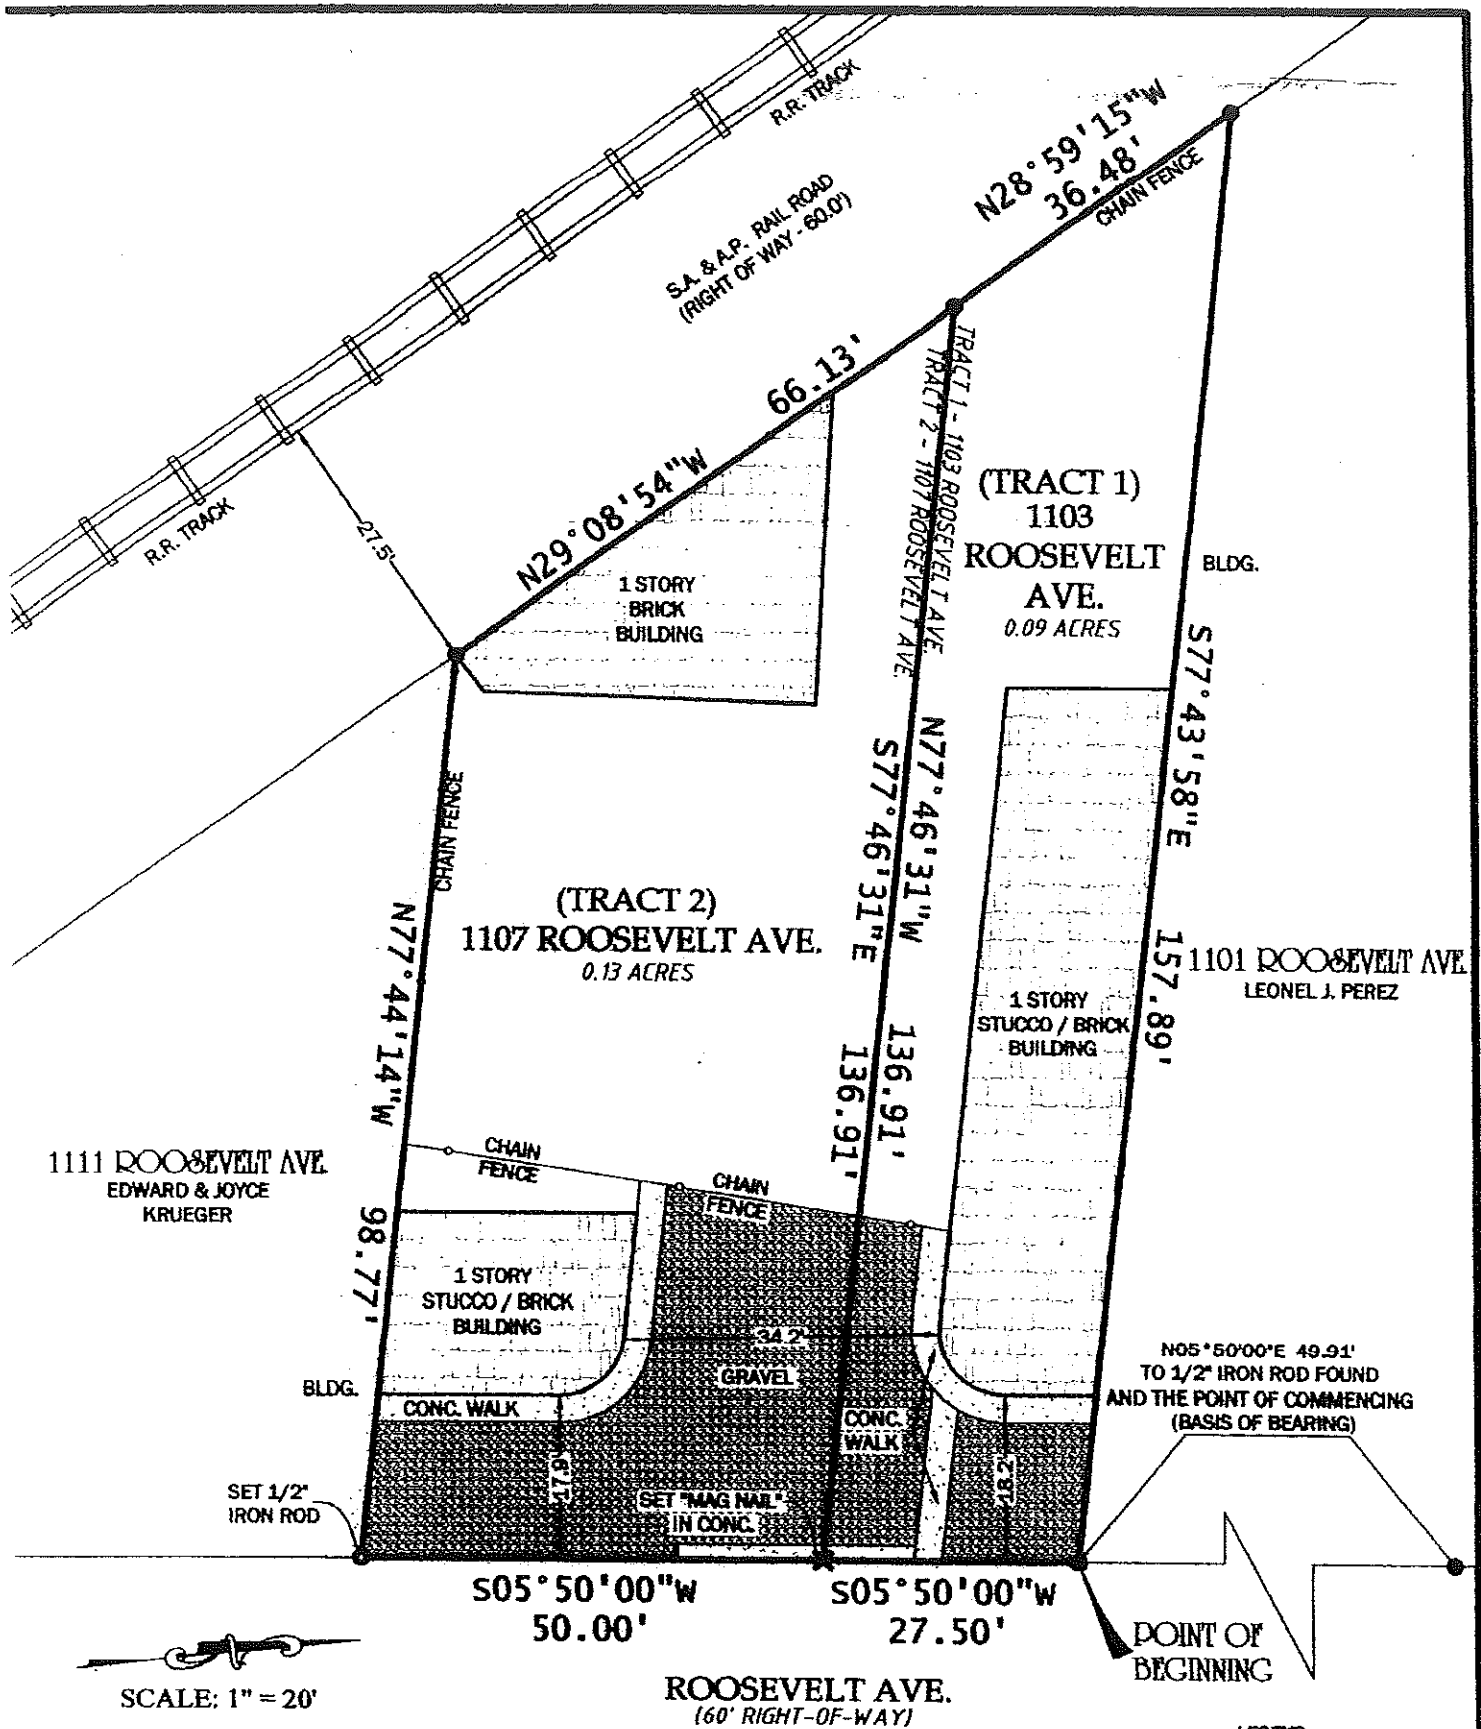 R.R. TRACK
N28°59'15"W
36.48'
CHAIN FENCE
S.A. & A.P. RAIL ROAD
(RIGHT OF WAY - 60.0')
66.13'
N29°08'54"W
TRACT 1 - 1103 ROOSEVELT AVE.
TRACT 2 - 1107 ROOSEVELT AVE.
(TRACT 1)
1103
ROOSEVELT
AVE.
0.09 ACRES
BLDG.
R.R. TRACK
27.5'
1 STORY
BRICK
BUILDING
S77°43'58"E
157.89'
N77°46'31"W
136.91'
S77°46'31"E
136.91'
CHAIN FENCE
(TRACT 2)
1107 ROOSEVELT AVE.
0.13 ACRES
N77°44'14"W
98.77'
1101 ROOSEVELT AVE
LEONEL J. PEREZ
1 STORY
STUCCO / BRICK
BUILDING
1111 ROOSEVELT AVE.
EDWARD & JOYCE
KRUEGER
CHAIN
FENCE
CHAIN
FENCE
1 STORY
STUCCO / BRICK
BUILDING
34.2'
GRAVEL
BLDG.
CONC. WALK
CONC.
WALK
N05°50'00"E 49.91'
TO 1/2" IRON ROD FOUND
AND THE POINT OF COMMENCING
(BASIS OF BEARING)
17.9'
18.2'
SET 1/2"
IRON ROD
SET "MAG NAIL"
IN CONC.
S05°50'00"W
50.00'
S05°50'00"W
27.50'
POINT OF
BEGINNING
SCALE: 1" = 20'
ROOSEVELT AVE.
(60' RIGHT-OF-WAY)